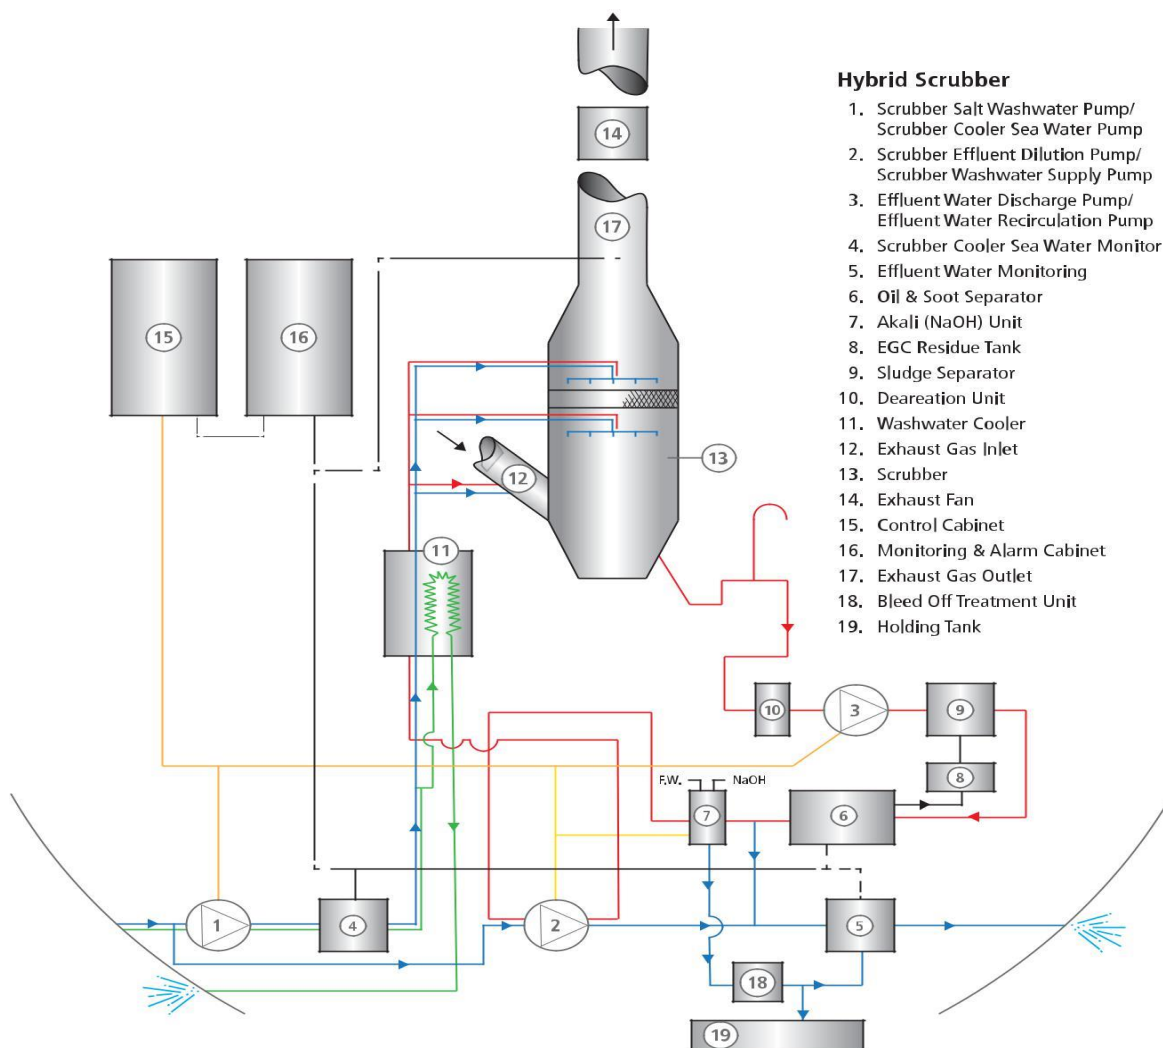 Hybrid Scrubber
1. Scrubber Salt Washwater Pump/
Scrubber Cooler Sea Water Pump
2. Scrubber Effluent Dilution Pump/
Scrubber Washwater Supply Pump
3. Effluent Water Discharge Pump/
Effluent Water Recirculation Pump
4. Scrubber Cooler Sea Water Monitor
5. Effluent Water Monitoring
6. Oil & Soot Separator
7. Akali (NaOH) Unit
8. EGC Residue Tank
9. Sludge Separator
10. Deareation Unit
11. Washwater Cooler
12. Exhaust Gas Inlet
13. Scrubber
14. Exhaust Fan
15. Control Cabinet
16. Monitoring & Alarm Cabinet
17. Exhaust Gas Outlet
18. Bleed Off Treatment Unit
19. Holding Tank
14
17
15
16
13
12
11
10
3
9
8
F.W.
NaOH
7
6
1
4
2
5
18
19